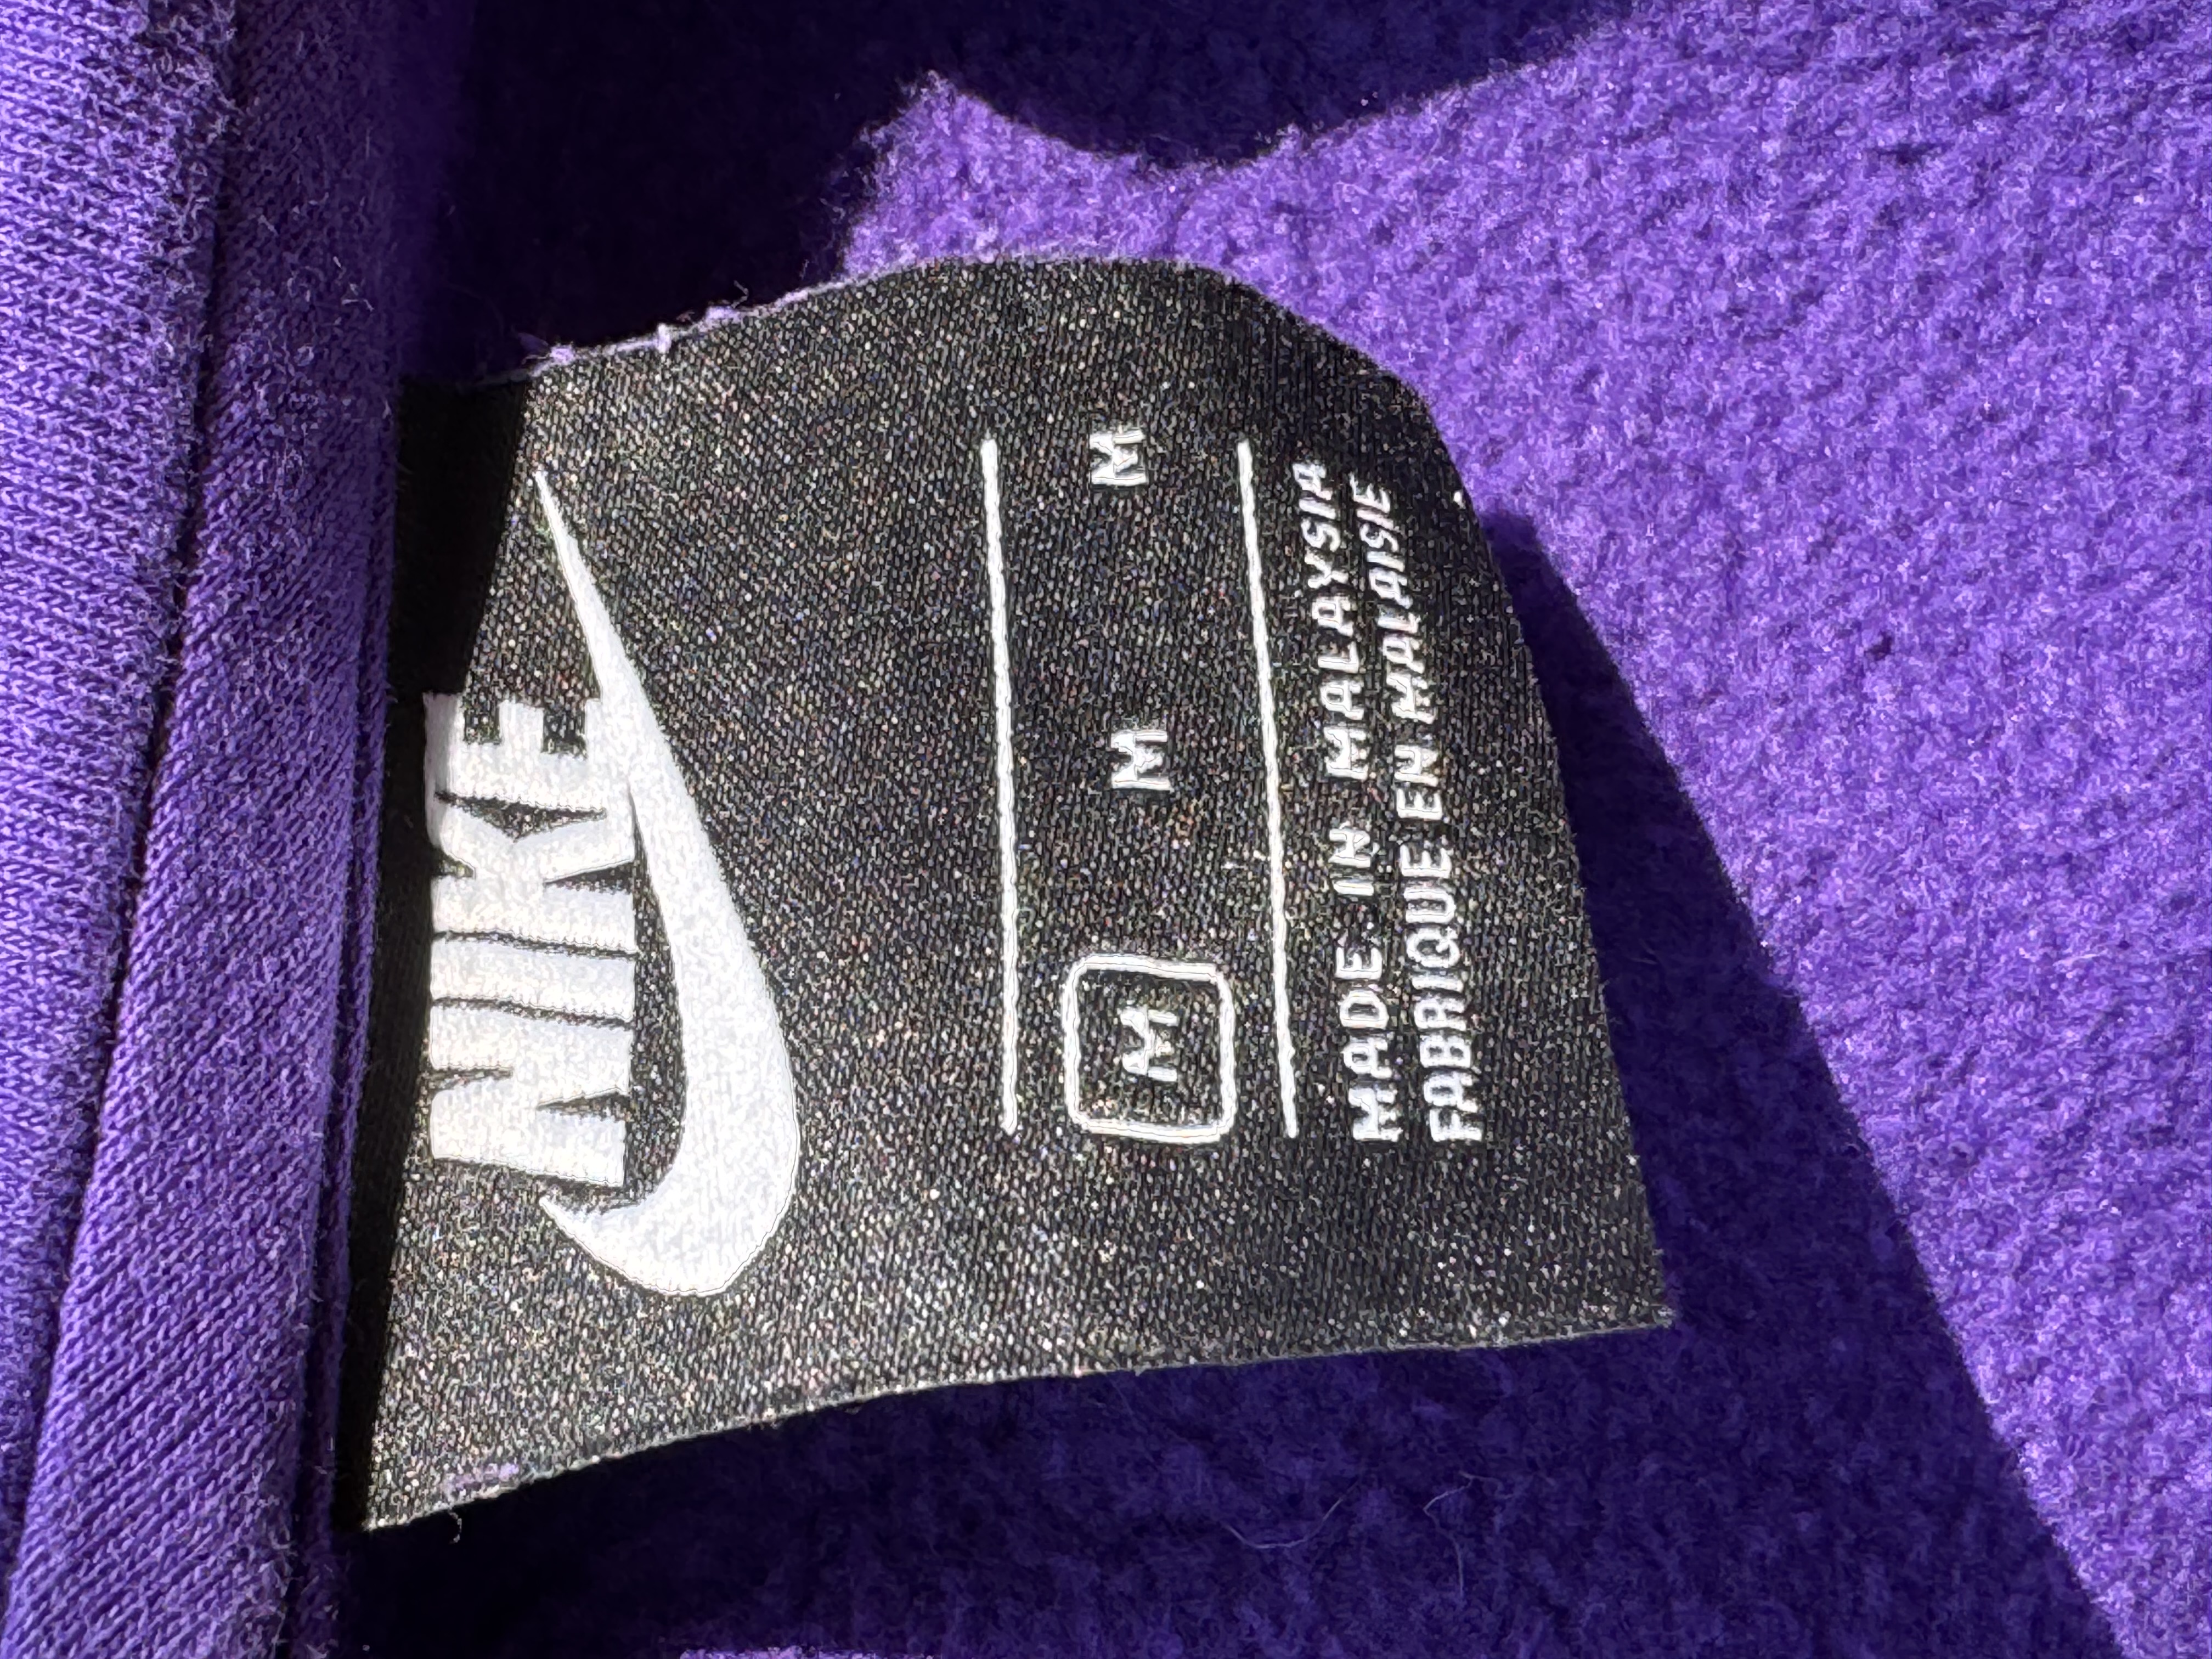 NIKE
M M M
MADE IN MALAYSIA
FABRIQUE EN MALAISIE